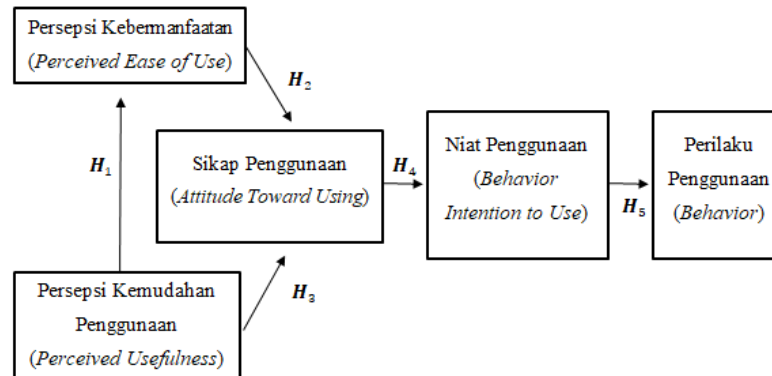 Persepsi Kebermanfaatan
(Perceived Ease of Use)
H₂
H₁
Sikap Penggunaan
(Attitude Toward Using)
H₄
Niat Penggunaan
(Behavior
Intention to Use)
H₅
Perilaku
Penggunaan
(Behavior)
Persepsi Kemudahan
Penggunaan
(Perceived Usefulness)
H₃